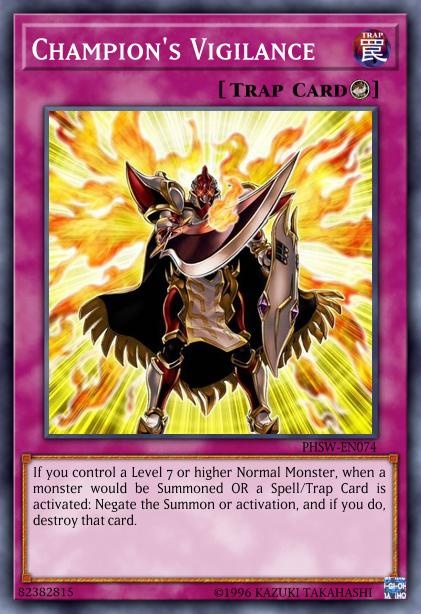 Champion's Vigilance
TRAP
罠
[Trap Card]
PHSW-EN074
If you control a Level 7 or higher Normal Monster, when a
monster would be Summoned OR a Spell/Trap Card is
activated: Negate the Summon or activation, and if you do,
destroy that card.
82382815
©1996 KAZUKI TAKAHASHI